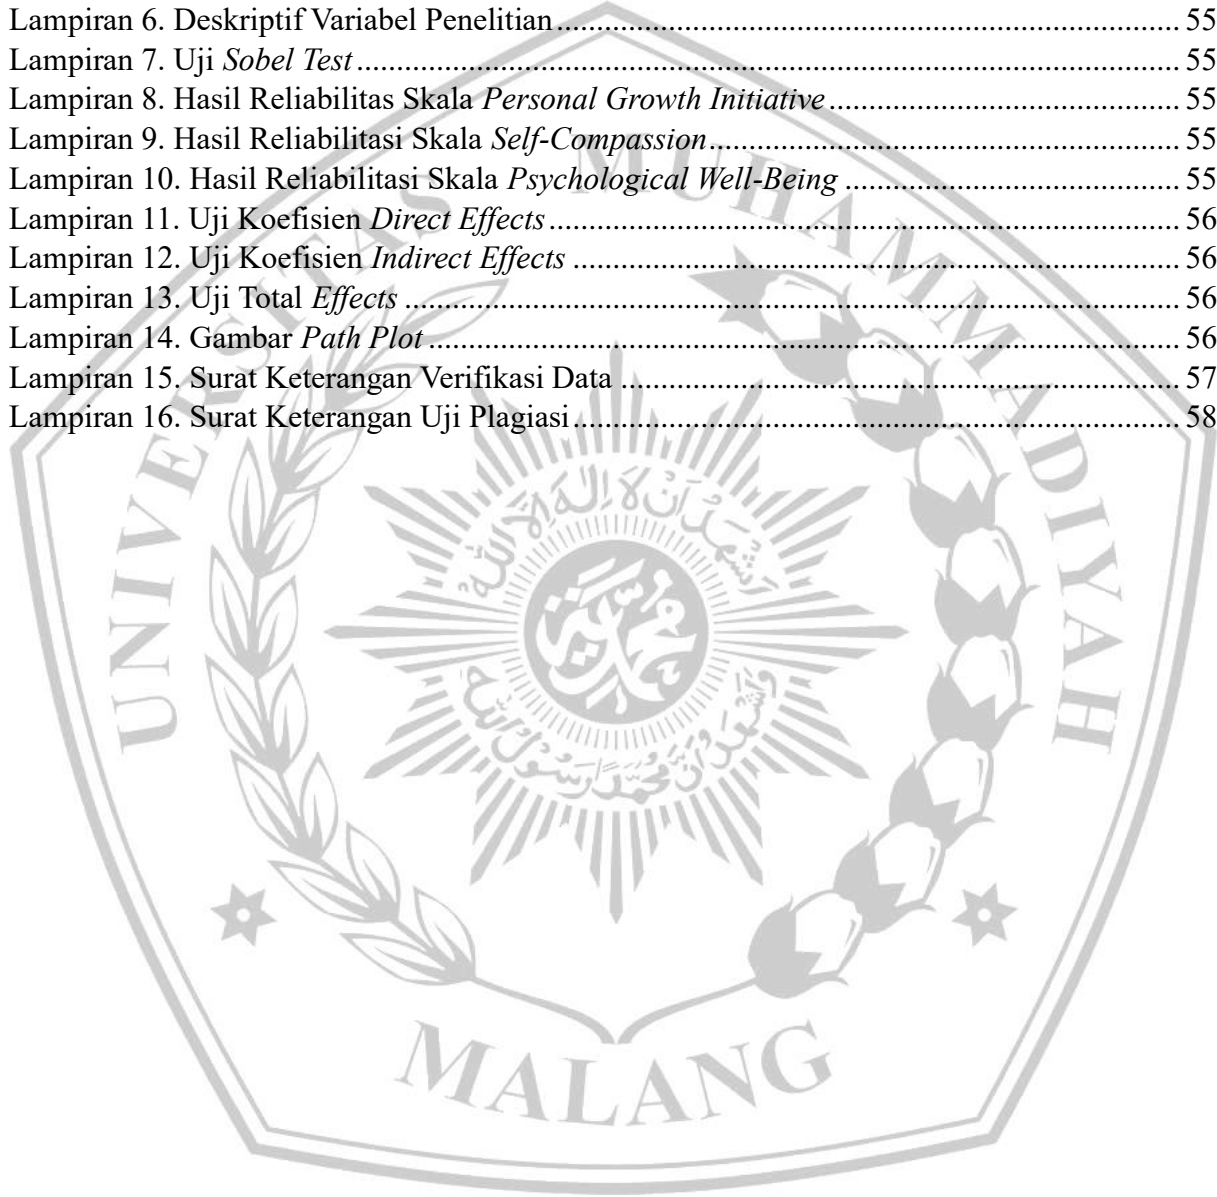 Lampiran 6. Deskriptif Variabel Penelitian.......... 55
Lampiran 7. Uji Sobel Test.......... 55
Lampiran 8. Hasil Reliabilitas Skala Personal Growth Initiative.......... 55
Lampiran 9. Hasil Reliabilitasi Skala Self-Compassion.......... 55
Lampiran 10. Hasil Reliabilitasi Skala Psychological Well-Being.......... 55
Lampiran 11. Uji Koefisien Direct Effects.......... 56
Lampiran 12. Uji Koefisien Indirect Effects.......... 56
Lampiran 13. Uji Total Effects.......... 56
Lampiran 14. Gambar Path Plot.......... 56
Lampiran 15. Surat Keterangan Verifikasi Data.......... 57
Lampiran 16. Surat Keterangan Uji Plagiasi.......... 58
UNIVERSITAS MUHAMMADIYAH
MALANG